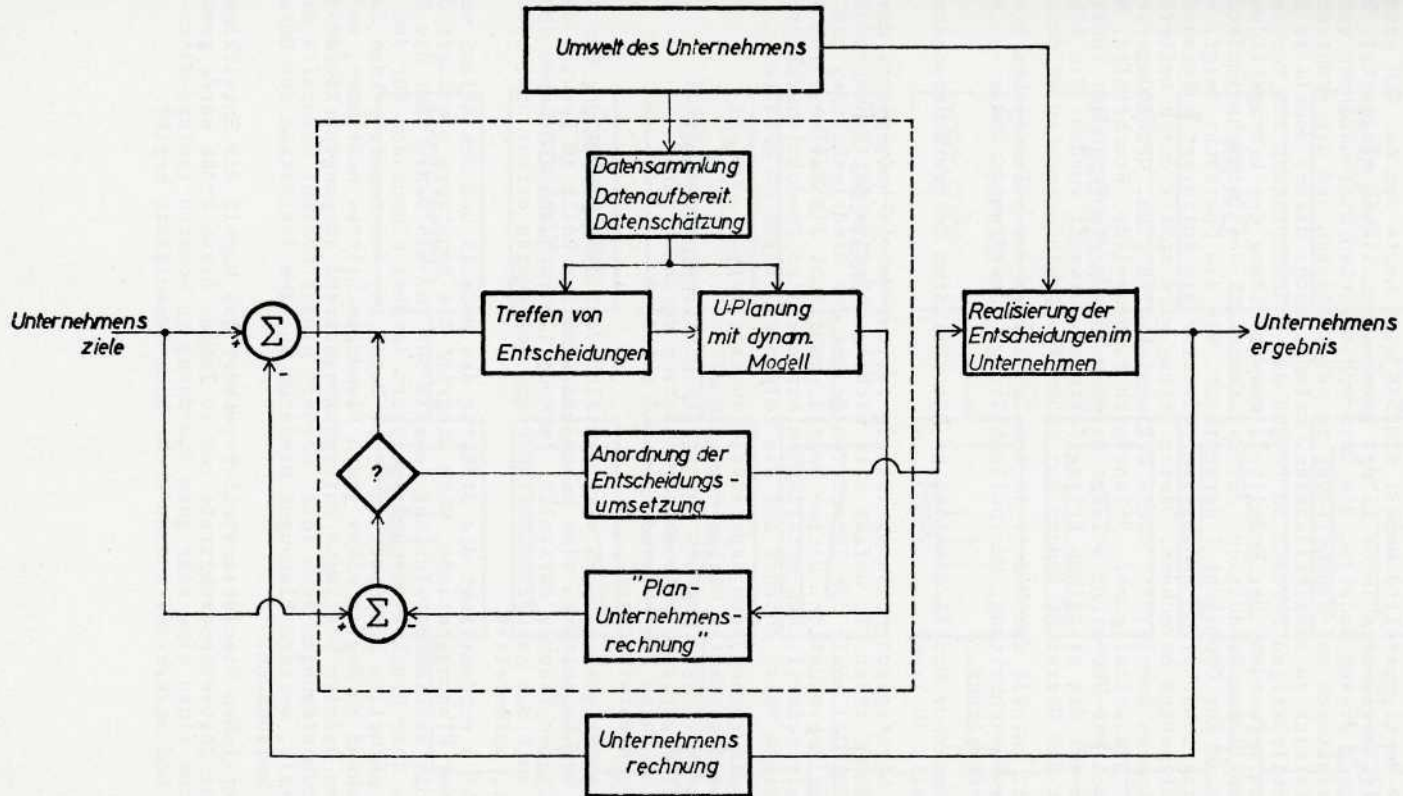 Umwelt des Unternehmens
Datensammlung
Datenaufbereit.
Datenschätzung
Unternehmens
ziele
+
Σ
-
Treffen von
Entscheidungen
U-Planung
mit dynam.
Modell
Realisierung der
Entscheidungen im
Unternehmen
Unternehmens
ergebnis
?
Anordnung der
Entscheidungs-
umsetzung
+
Σ
-
"Plan-
Unternehmens-
rechnung"
Unternehmens
rechnung